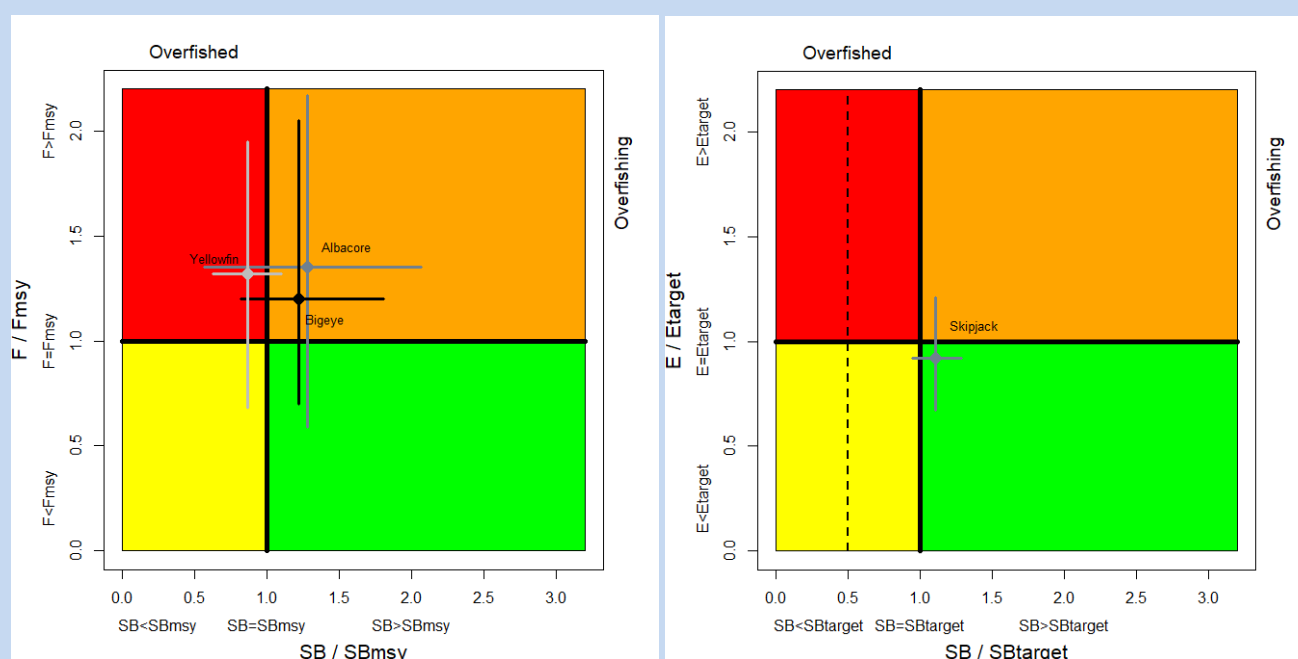 Overfished
F>Fmsy
F=Fmsy
F<Fmsy
F / Fmsy
2.0
1.5
1.0
0.5
0.0
Yellowfin
Albacore
Bigeye
Overfishing
0.0 0.5 1.0 1.5 2.0 2.5 3.0
SB<SBmsy SB=SBmsy SB>SBmsy
SB / SBmsy
Overfished
E>Etarget
E=Etarget
E<Etarget
E / Etarget
2.0
1.5
1.0
0.5
0.0
Skipjack
Overfishing
0.0 0.5 1.0 1.5 2.0 2.5 3.0
SB<SBtarget SB=SBtarget SB>SBtarget
SB / SBtarget